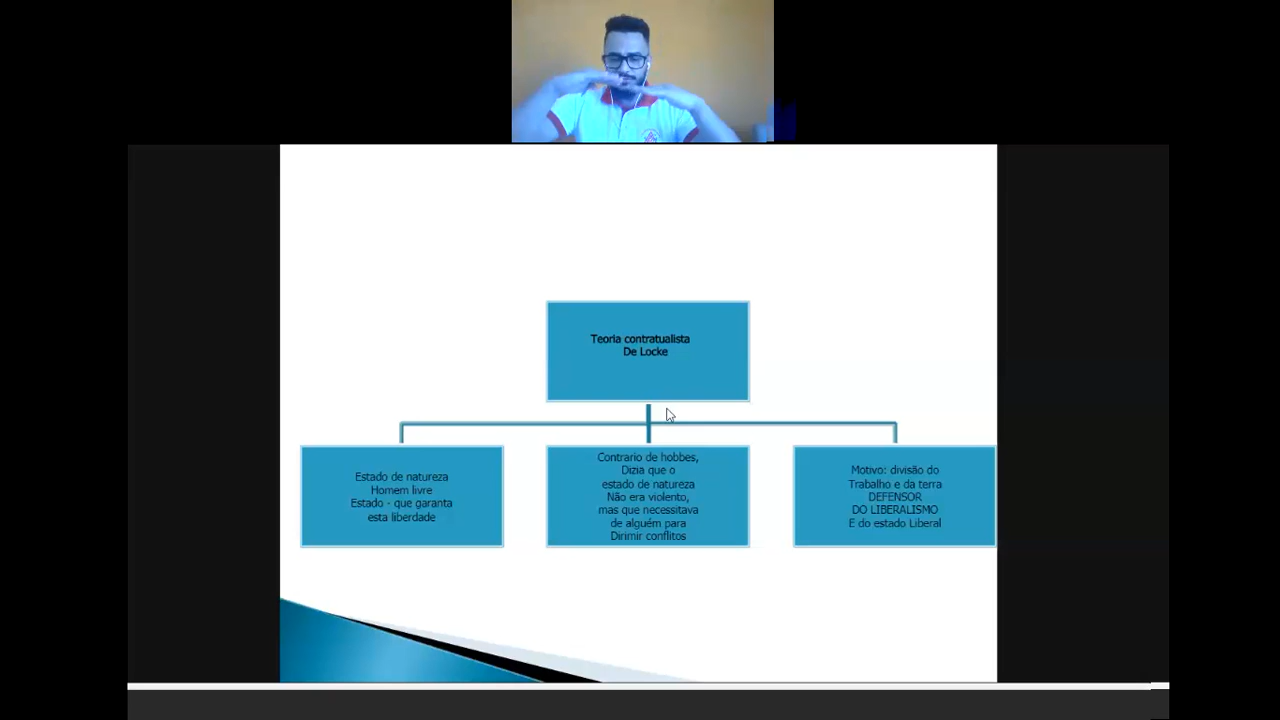 Teoria contratualista
De Locke
Estado de natureza
Homem livre
Estado - que garanta
esta liberdade
Contrario de hobbes,
Dizia que o
estado de natureza
Não era violento,
mas que necessitava
de alguém para
Dirimir conflitos
Motivo: divisão do
Trabalho e da terra
DEFENSOR
DO LIBERALISMO
E do estado Liberal